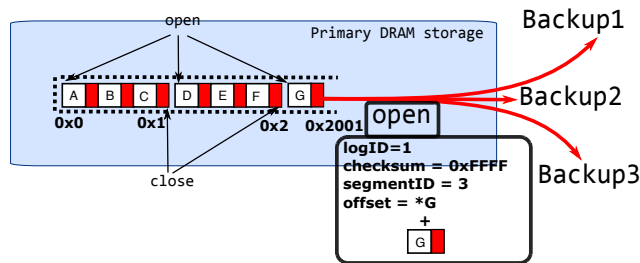 open
Primary DRAM storage
Backup1
A B C D E F G
Backup2
0x0 0x1 0x2 0x2001
open
close
logID=1
checksum = 0xFFFF
segmentID = 3
offset = *G
+
G
Backup3